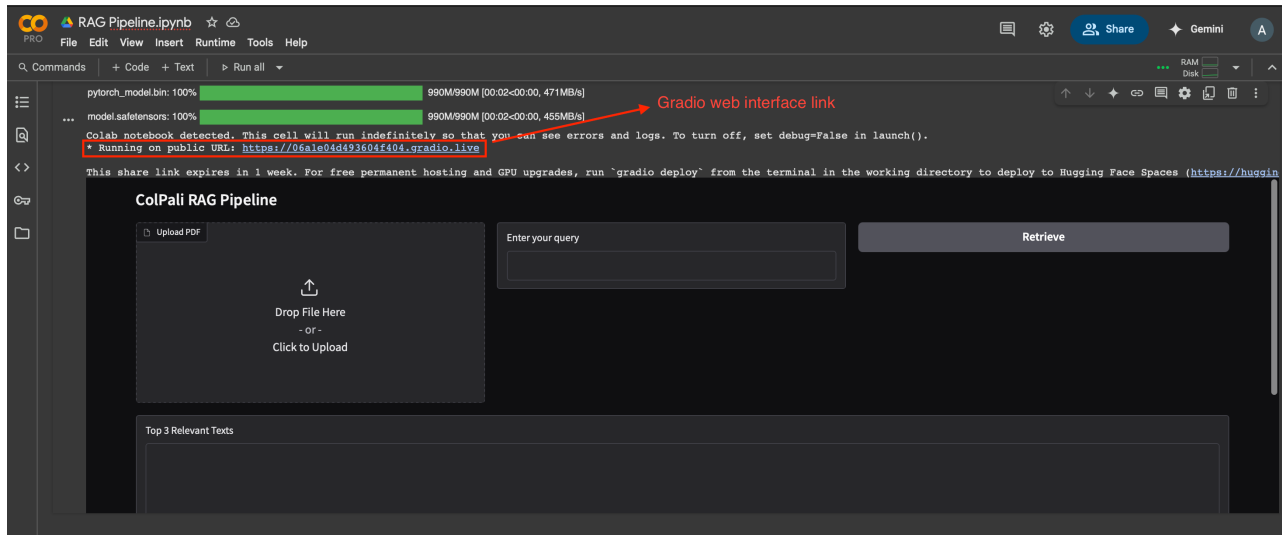 CO PRO
RAG Pipeline.ipynb
File Edit View Insert Runtime Tools Help
Share
Gemini
A
Commands + Code + Text Run all
RAM
Disk
pytorch_model.bin: 100% 990M/990M [00:02<00:00, 471MB/s]
Gradio web interface link
... model.safetensors: 100% 990M/990M [00:02<00:00, 455MB/s]
Colab notebook detected. This cell will run indefinitely so that you can see errors and logs. To turn off, set debug=False in launch().
* Running on public URL: https://06a1e04d493604f404.gradio.live
This share link expires in 1 week. For free permanent hosting and GPU upgrades, run `gradio deploy` from the terminal in the working directory to deploy to Hugging Face Spaces (https://huggin
ColPali RAG Pipeline
Upload PDF
Enter your query
Retrieve
Drop File Here
- or -
Click to Upload
Top 3 Relevant Texts